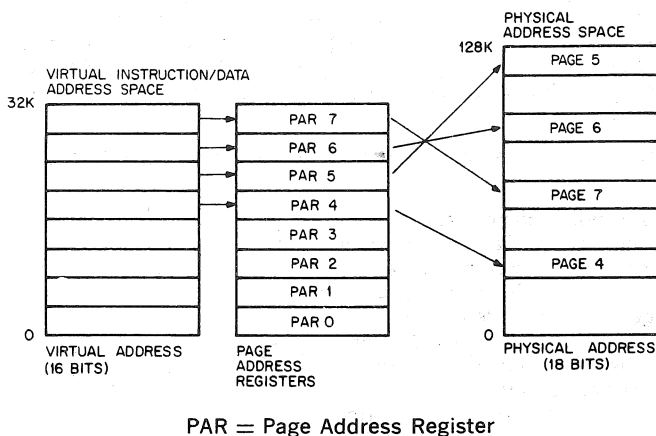 VIRTUAL INSTRUCTION/DATA
ADDRESS SPACE
32K
0
VIRTUAL ADDRESS
(16 BITS)
PAR 7
PAR 6
PAR 5
PAR 4
PAR 3
PAR 2
PAR 1
PAR 0
PAGE
ADDRESS
REGISTERS
PHYSICAL
ADDRESS SPACE
128K
PAGE 5
PAGE 6
PAGE 7
PAGE 4
0
PHYSICAL ADDRESS
(18 BITS)
PAR = Page Address Register